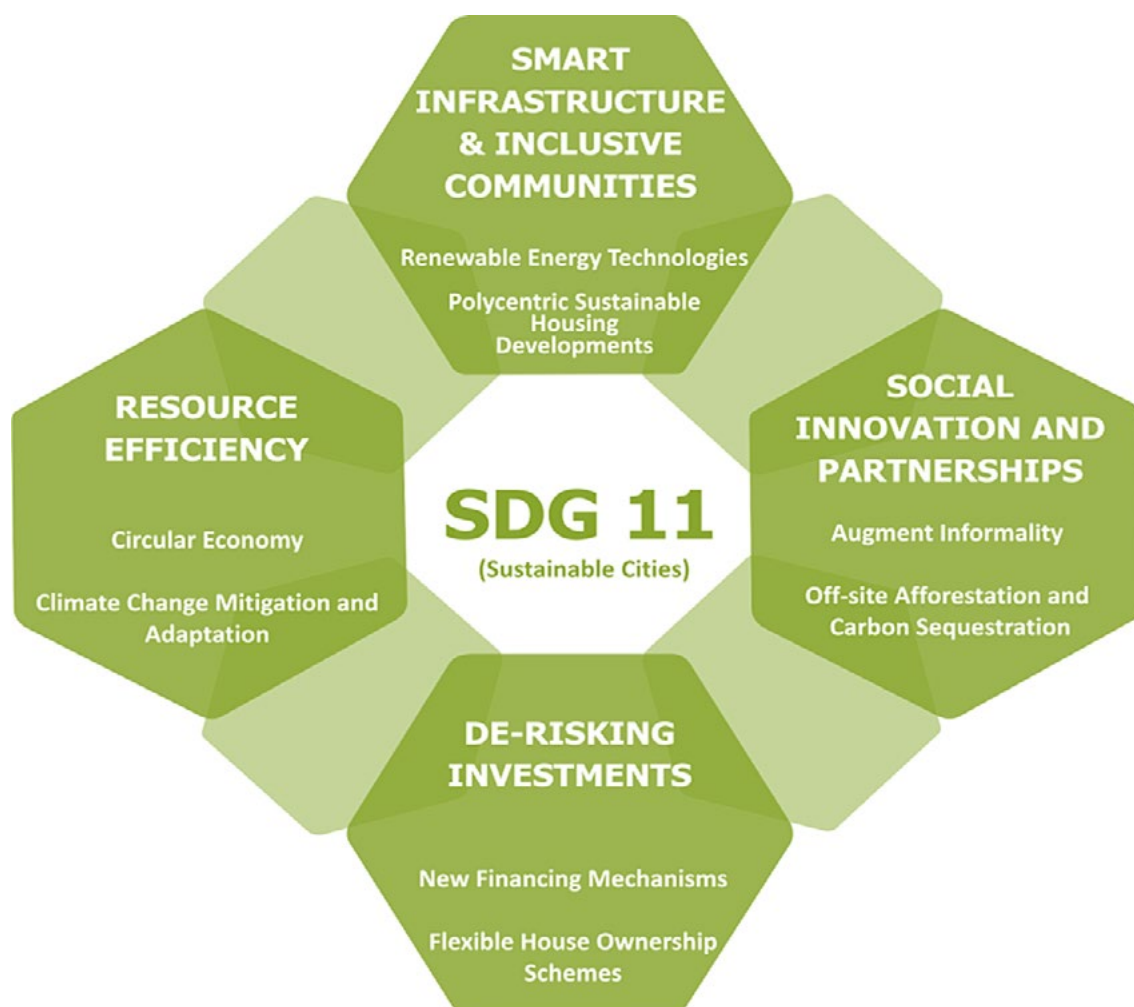 SMART
INFRASTRUCTURE
& INCLUSIVE
COMMUNITIES
Renewable Energy Technologies
Polycentric Sustainable
Housing
Developments
RESOURCE
EFFICIENCY
Circular Economy
Climate Change Mitigation and
Adaptation
SDG 11
(Sustainable Cities)
SOCIAL
INNOVATION AND
PARTNERSHIPS
Augment Informality
Off-site Afforestation and
Carbon Sequestration
DE-RISKING
INVESTMENTS
New Financing Mechanisms
Flexible House Ownership
Schemes